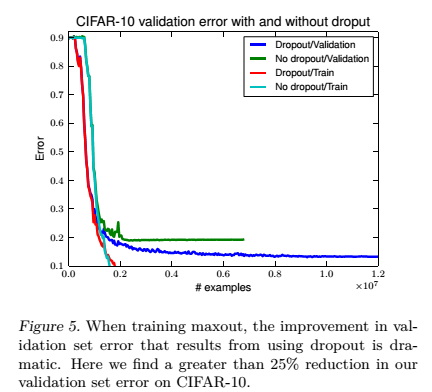 CIFAR-10 validation error with and without droput
Error
0.9
0.8
0.7
0.6
0.5
0.4
0.3
0.2
0.1
Dropout/Validation
No dropout/Validation
Dropout/Train
No dropout/Train
0.0 0.2 0.4 0.6 0.8 1.0 1.2
# examples
×10⁷
Figure 5. When training maxout, the improvement in val-
idation set error that results from using dropout is dra-
matic. Here we find a greater than 25% reduction in our
validation set error on CIFAR-10.